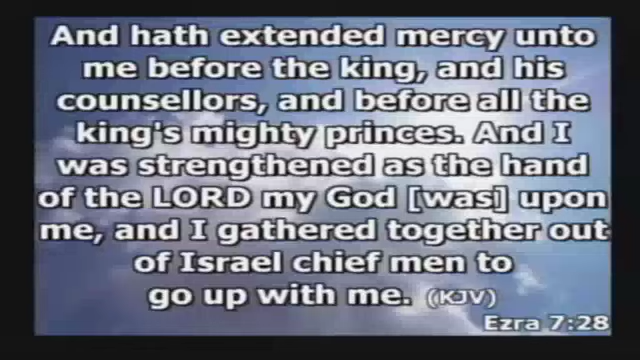 And hath extended mercy unto
me before the king, and his
counsellors, and before all the
king's mighty princes. And I
was strengthened as the hand
of the LORD my God [was] upon
me, and I gathered together out
of Israel chief men to
go up with me. (KJV)
Ezra 7:28